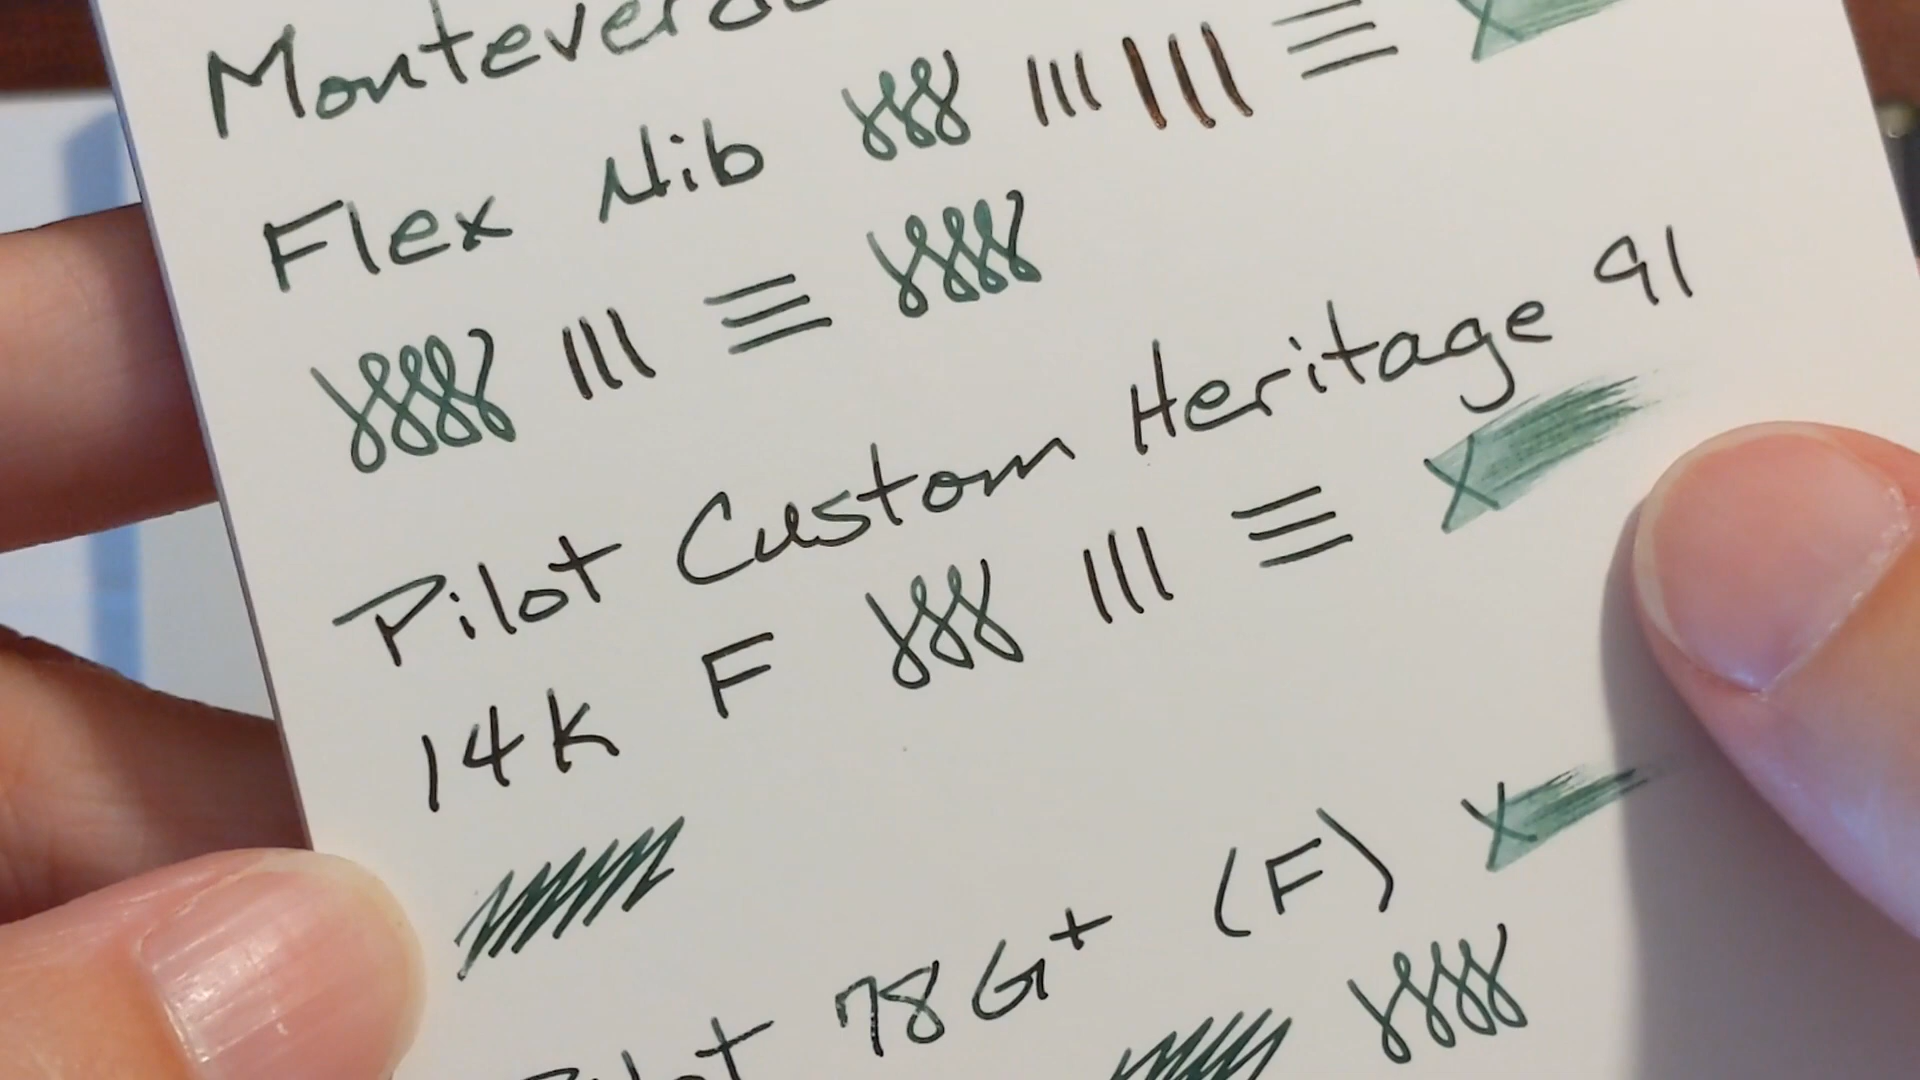 Flex Nib
Pilot Custom Heritage 91
14K F
Pilot 78G+ (F)